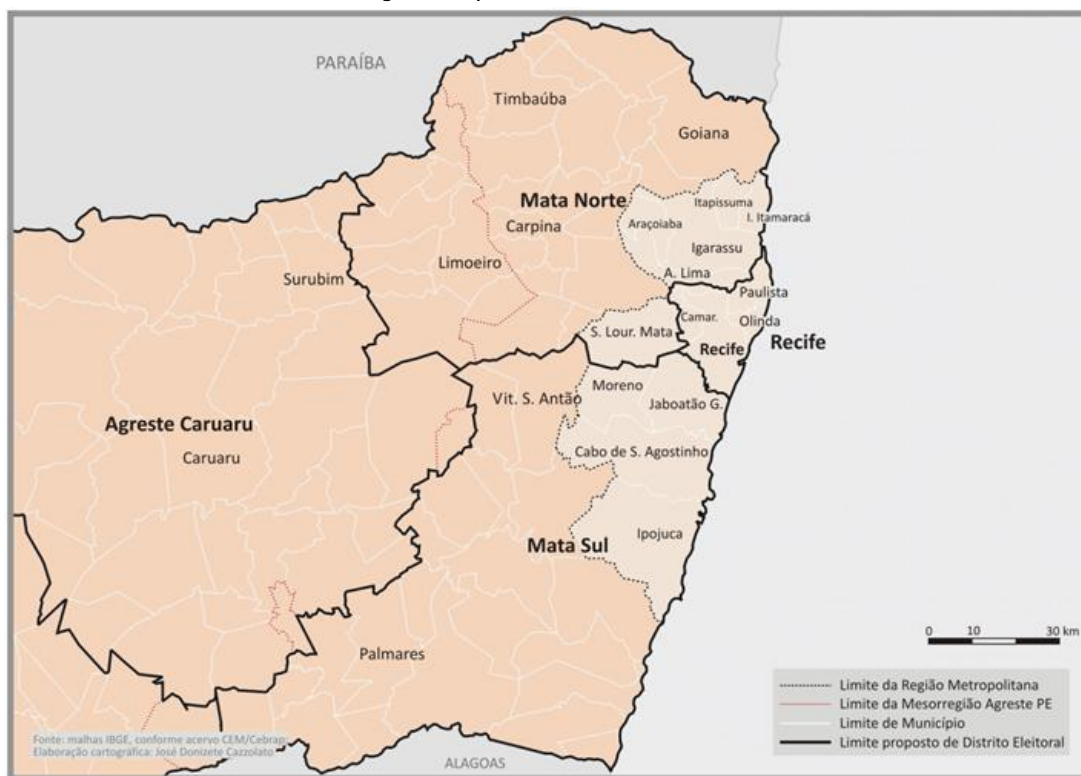 PARAÍBA
Timbaúba
Goiana
Mata Norte
Itapissuma
I. Itamaracá
Araçoiaba
Carpina
Igarassu
Limoeiro
A. Lima
Surubim
Paulista
Camar.
Olinda
S. Lour. Mata
Recife
Recife
Moreno
Vit. S. Antão
Jaboatão G.
Agreste Caruaru
Caruaru
Cabo de S. Agostinho
Ipojuca
Mata Sul
0 10 30 km
Palmares
Limite da Região Metropolitana
Limite da Mesorregião Agreste PE
Limite de Município
Limite proposto de Distrito Eleitoral
Fonte: malhas IBGE, conforme acervo CEM/Cebrap;
Elaboração cartográfica: José Donizete Cazzolato
ALAGOAS